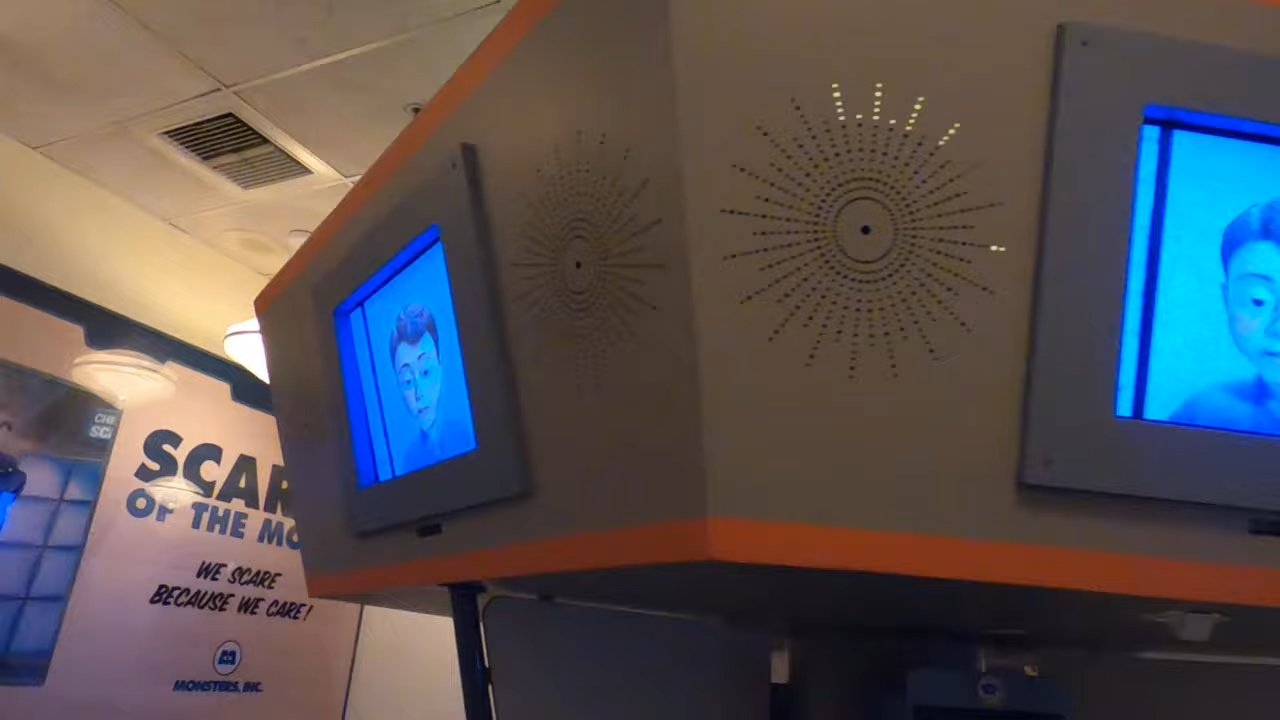 SCAR
OF THE MO
WE SCARE
BECAUSE WE CARE!
MONSTERS, INC.